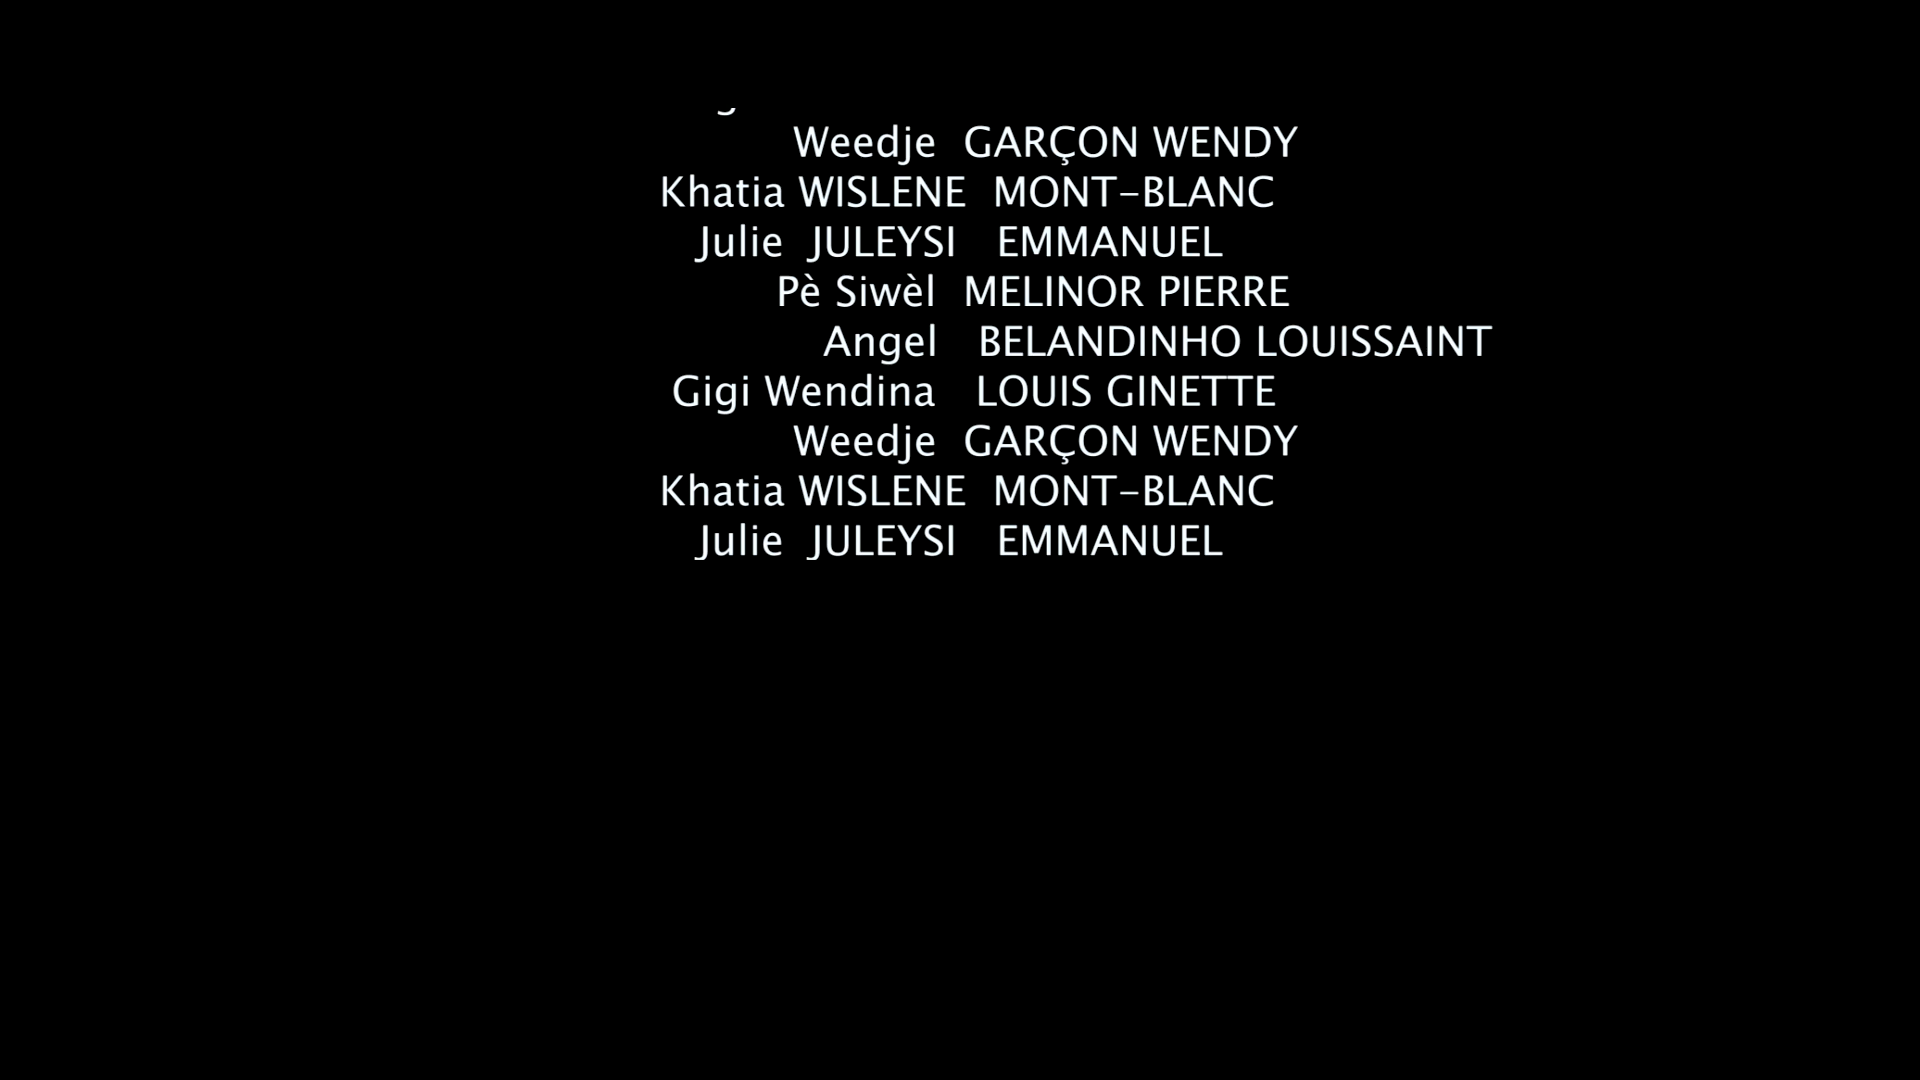 Weedje GARÇON WENDY
Khatia WISLENE MONT-BLANC
Julie JULEYSI EMMANUEL
Pè Siwèl MELINOR PIERRE
Angel BELANDINHO LOUISSAINT
Gigi Wendina LOUIS GINETTE
Weedje GARÇON WENDY
Khatia WISLENE MONT-BLANC
Julie JULEYSI EMMANUEL